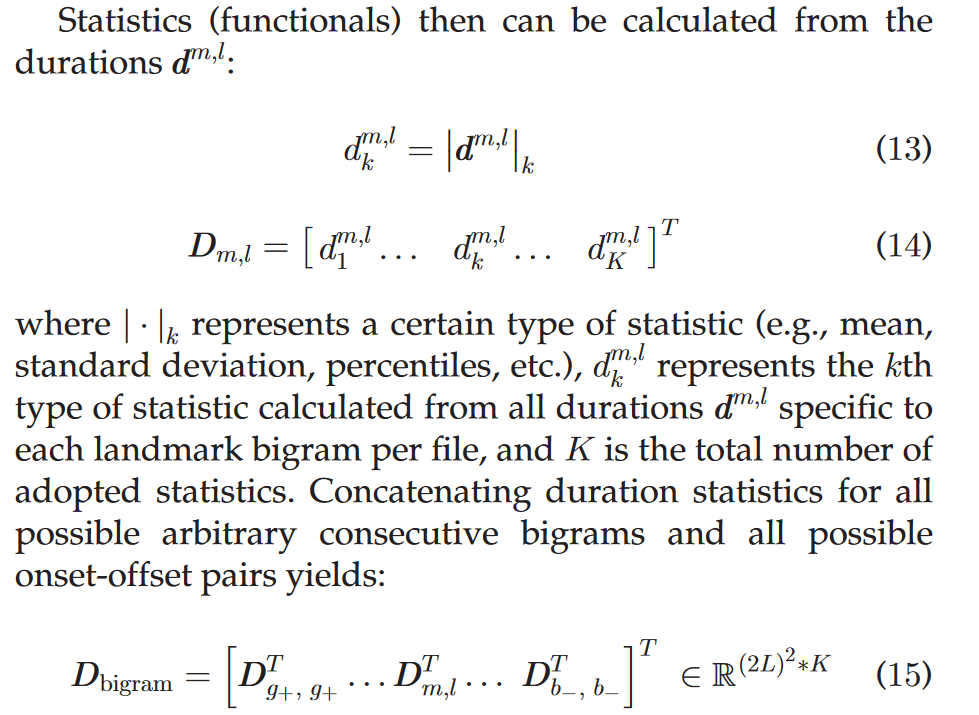 Statistics (functionals) then can be calculated from the
durations $\boldsymbol{d}^{m,l}$:
$d_k^{m,l} = \left| \boldsymbol{d}^{m,l} \right|_k$ (13)
$\boldsymbol{D}_{m,l} = \left[ d_1^{m,l} \ldots \quad d_k^{m,l} \ldots \quad d_K^{m,l} \right]^T$ (14)
where $| \cdot |_k$ represents a certain type of statistic (e.g., mean,
standard deviation, percentiles, etc.), $d_k^{m,l}$ represents the $k$th
type of statistic calculated from all durations $\boldsymbol{d}^{m,l}$ specific to
each landmark bigram per file, and $K$ is the total number of
adopted statistics. Concatenating duration statistics for all
possible arbitrary consecutive bigrams and all possible
onset-offset pairs yields:
$\boldsymbol{D}_{\text{bigram}} = \left[ \boldsymbol{D}_{g+,\, g+}^T \ldots \boldsymbol{D}_{m,l}^T \ldots \boldsymbol{D}_{b-,\, b-}^T \right]^T \in \mathbb{R}^{(2L)^2 * K}$ (15)